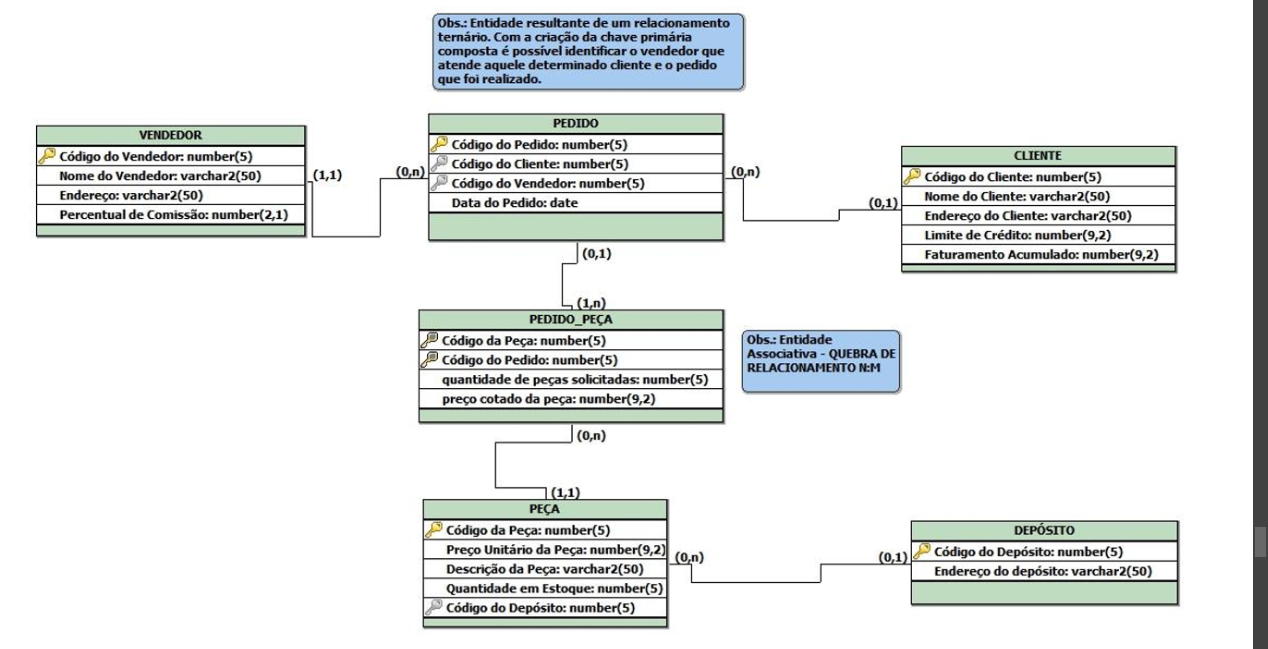 Obs.: Entidade resultante de um relacionamento
ternário. Com a criação da chave primária
composta é possível identificar o vendedor que
atende aquele determinado cliente e o pedido
que foi realizado.
VENDEDOR
Código do Vendedor: number(5)
Nome do Vendedor: varchar2(50)
Endereço: varchar2(50)
Percentual de Comissão: number(2,1)
(1,1)
(0,n)
PEDIDO
Código do Pedido: number(5)
Código do Cliente: number(5)
Código do Vendedor: number(5)
Data do Pedido: date
(0,n)
(0,1)
CLIENTE
Código do Cliente: number(5)
Nome do Cliente: varchar2(50)
Endereço do Cliente: varchar2(50)
Limite de Crédito: number(9,2)
Faturamento Acumulado: number(9,2)
(0,1)
(1,n)
PEDIDO_PEÇA
Código da Peça: number(5)
Código do Pedido: number(5)
quantidade de peças solicitadas: number(5)
preço cotado da peça: number(9,2)
Obs.: Entidade
Associativa - QUEBRA DE
RELACIONAMENTO N:M
(0,n)
(1,1)
PEÇA
Código da Peça: number(5)
Preço Unitário da Peça: number(9,2)
Descrição da Peça: varchar2(50)
Quantidade em Estoque: number(5)
Código do Depósito: number(5)
(0,n)
(0,1)
DEPÓSITO
Código do Depósito: number(5)
Endereço do depósito: varchar2(50)